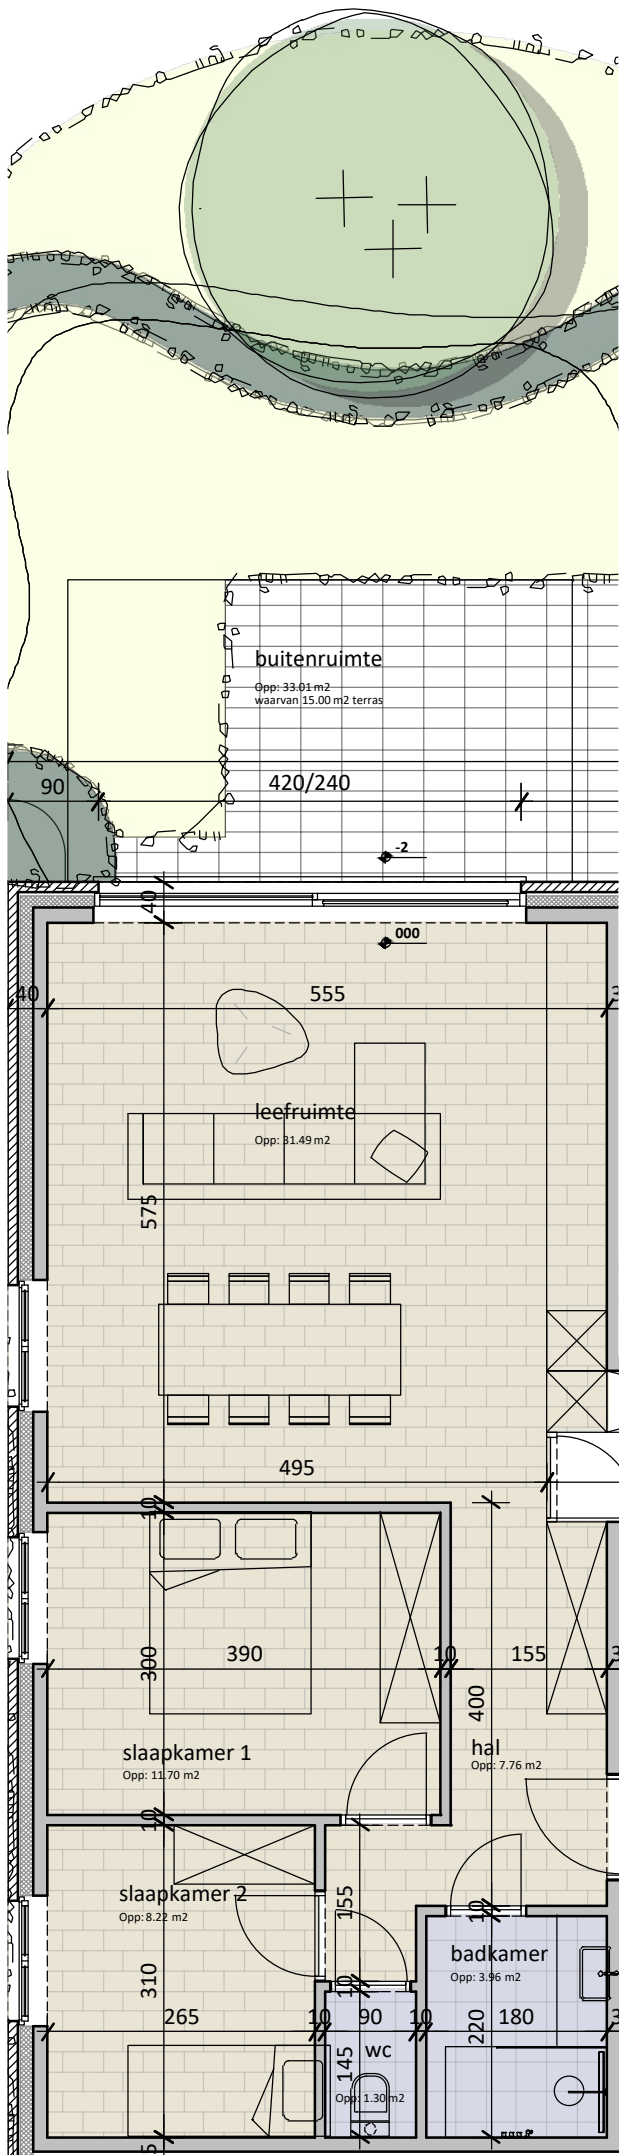 buitenruimte
Opp: 33.01 m2
waarvan 15.00 m2 terras
90
420/240
-2
40
000
40
555
leefruimte
Opp: 31.49 m2
575
495
10
300
390
10
155
400
slaapkamer 1
Opp: 11.70 m2
hal
Opp: 7.76 m2
10
slaapkamer 2
Opp: 8.22 m2
155
10
badkamer
Opp: 3.96 m2
310
10
265
10
90
10
220
180
145
wc
Opp: 1.30 m2